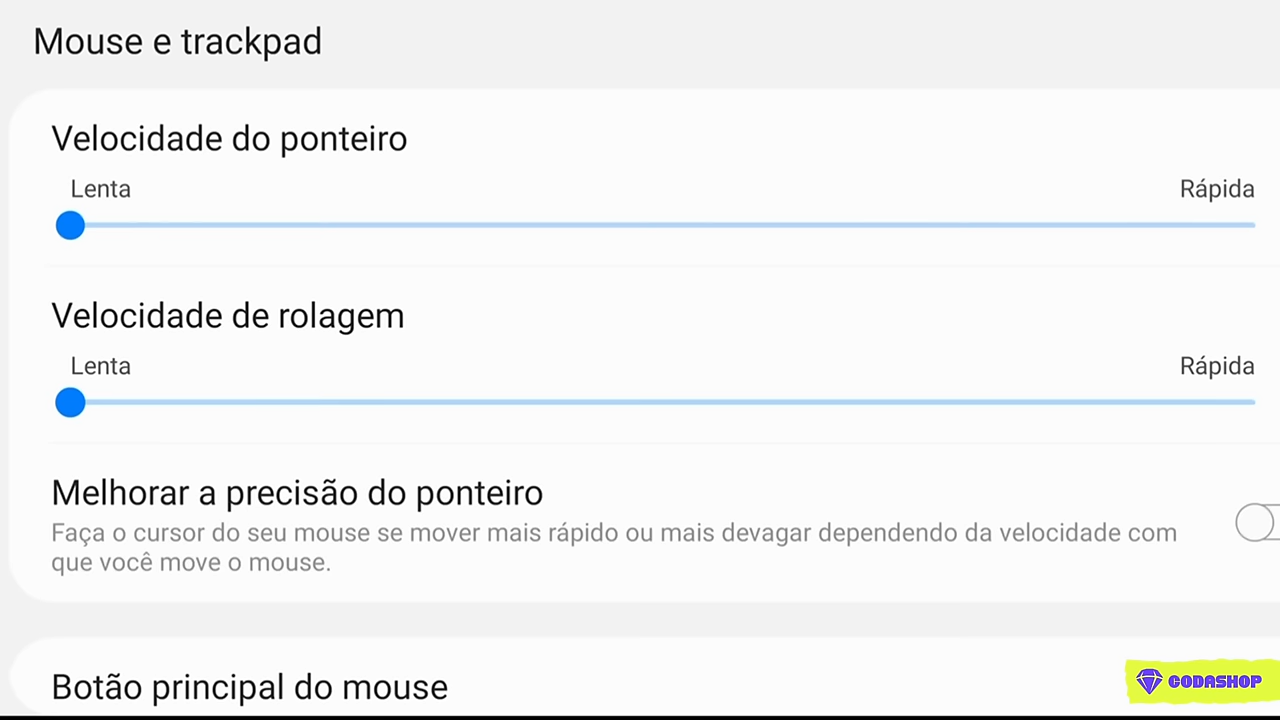 Mouse e trackpad
Velocidade do ponteiro
Lenta Rápida
Velocidade de rolagem
Lenta Rápida
Melhorar a precisão do ponteiro
Faça o cursor do seu mouse se mover mais rápido ou mais devagar dependendo da velocidade com
que você move o mouse.
Botão principal do mouse
CODASHOP